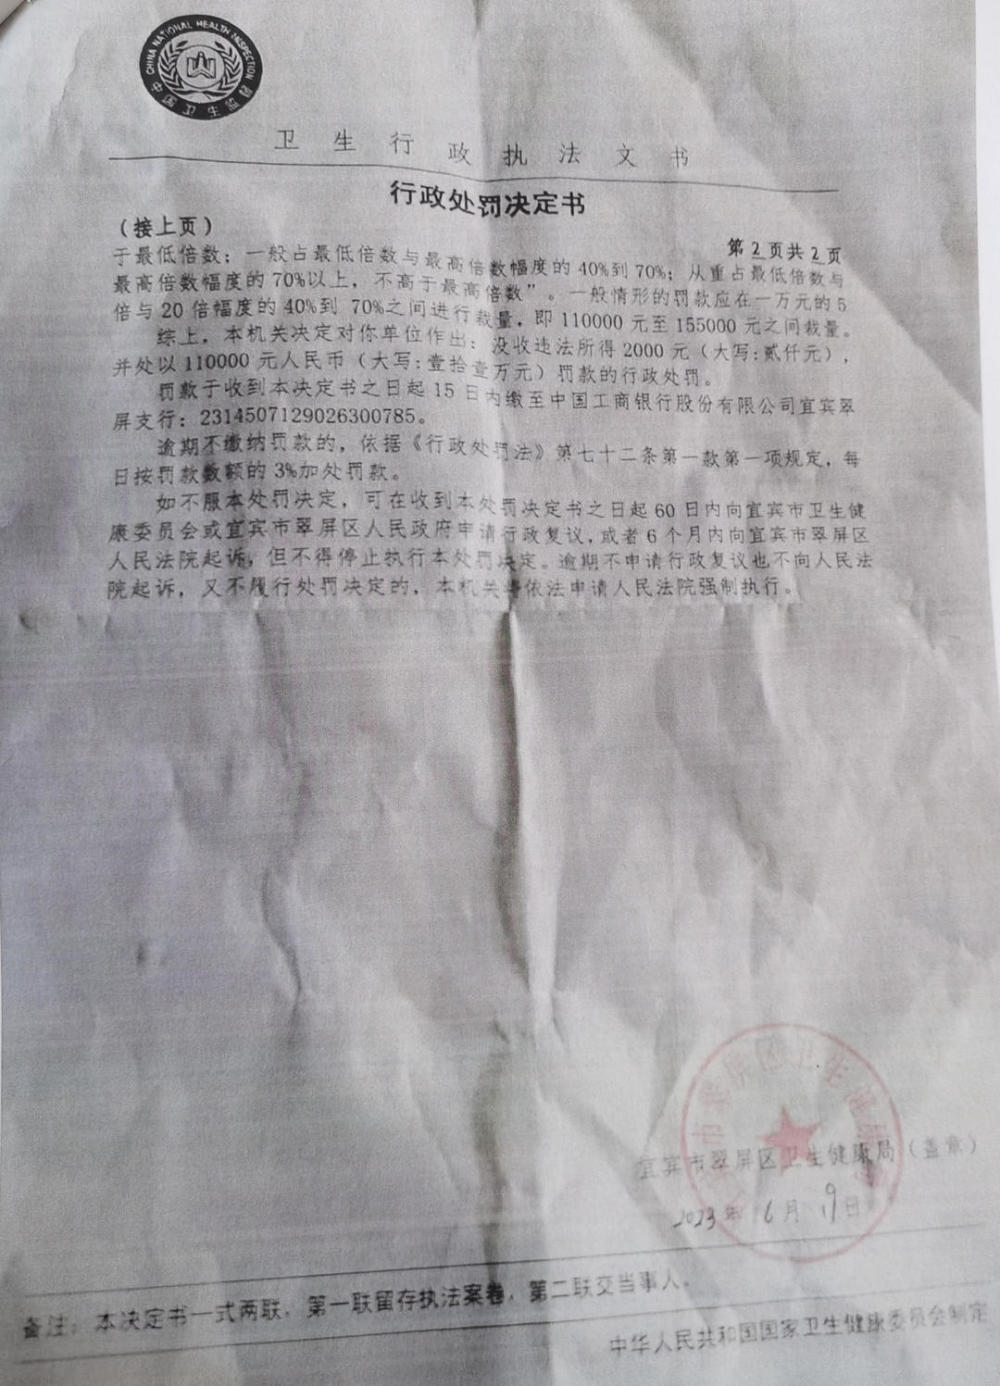 CHINA NATIONAL HEALTH INSPECTION
中国卫生监督
卫生行政执法文书
行政处罚决定书
(接上页)
第2页共2页
于最低倍数；一般占最低倍数与最高倍数幅度的40%到70%；从重占最低倍数与
最高倍数幅度的70%以上，不高于最高倍数”。一般情形的罚款应在一万元的5
倍与20倍幅度的40%到 70%之间进行裁量，即110000元至155000元之间裁量。
综上，本机关决定对你单位作出：没收违法所得2000元（大写:贰仟元），
并处以110000元人民币（大写:壹拾壹万元）罚款的行政处罚。
罚款于收到本决定书之日起15日内缴至中国工商银行股份有限公司宜宾翠
屏支行：2314507129026300785。
逾期不缴纳罚款的，依据《行政处罚法》第七十二条第一款第一项规定，每
日按罚款数额的3%加处罚款。
如不服本处罚决定，可在收到本处罚决定书之日起60日内向宜宾市卫生健
康委员会或宜宾市翠屏区人民政府申请行政复议，或者6个月内向宜宾市翠屏区
人民法院起诉，但不得停止执行本处罚决定。逾期不申请行政复议也不向人民法
院起诉，又不履行处罚决定的，本机关将依法申请人民法院强制执行。
宜宾市翠屏区卫生健康局（盖章）
2023年6月19日
备注：本决定书一式两联，第一联留存执法案卷，第二联交当事人。
中华人民共和国国家卫生健康委员会制定